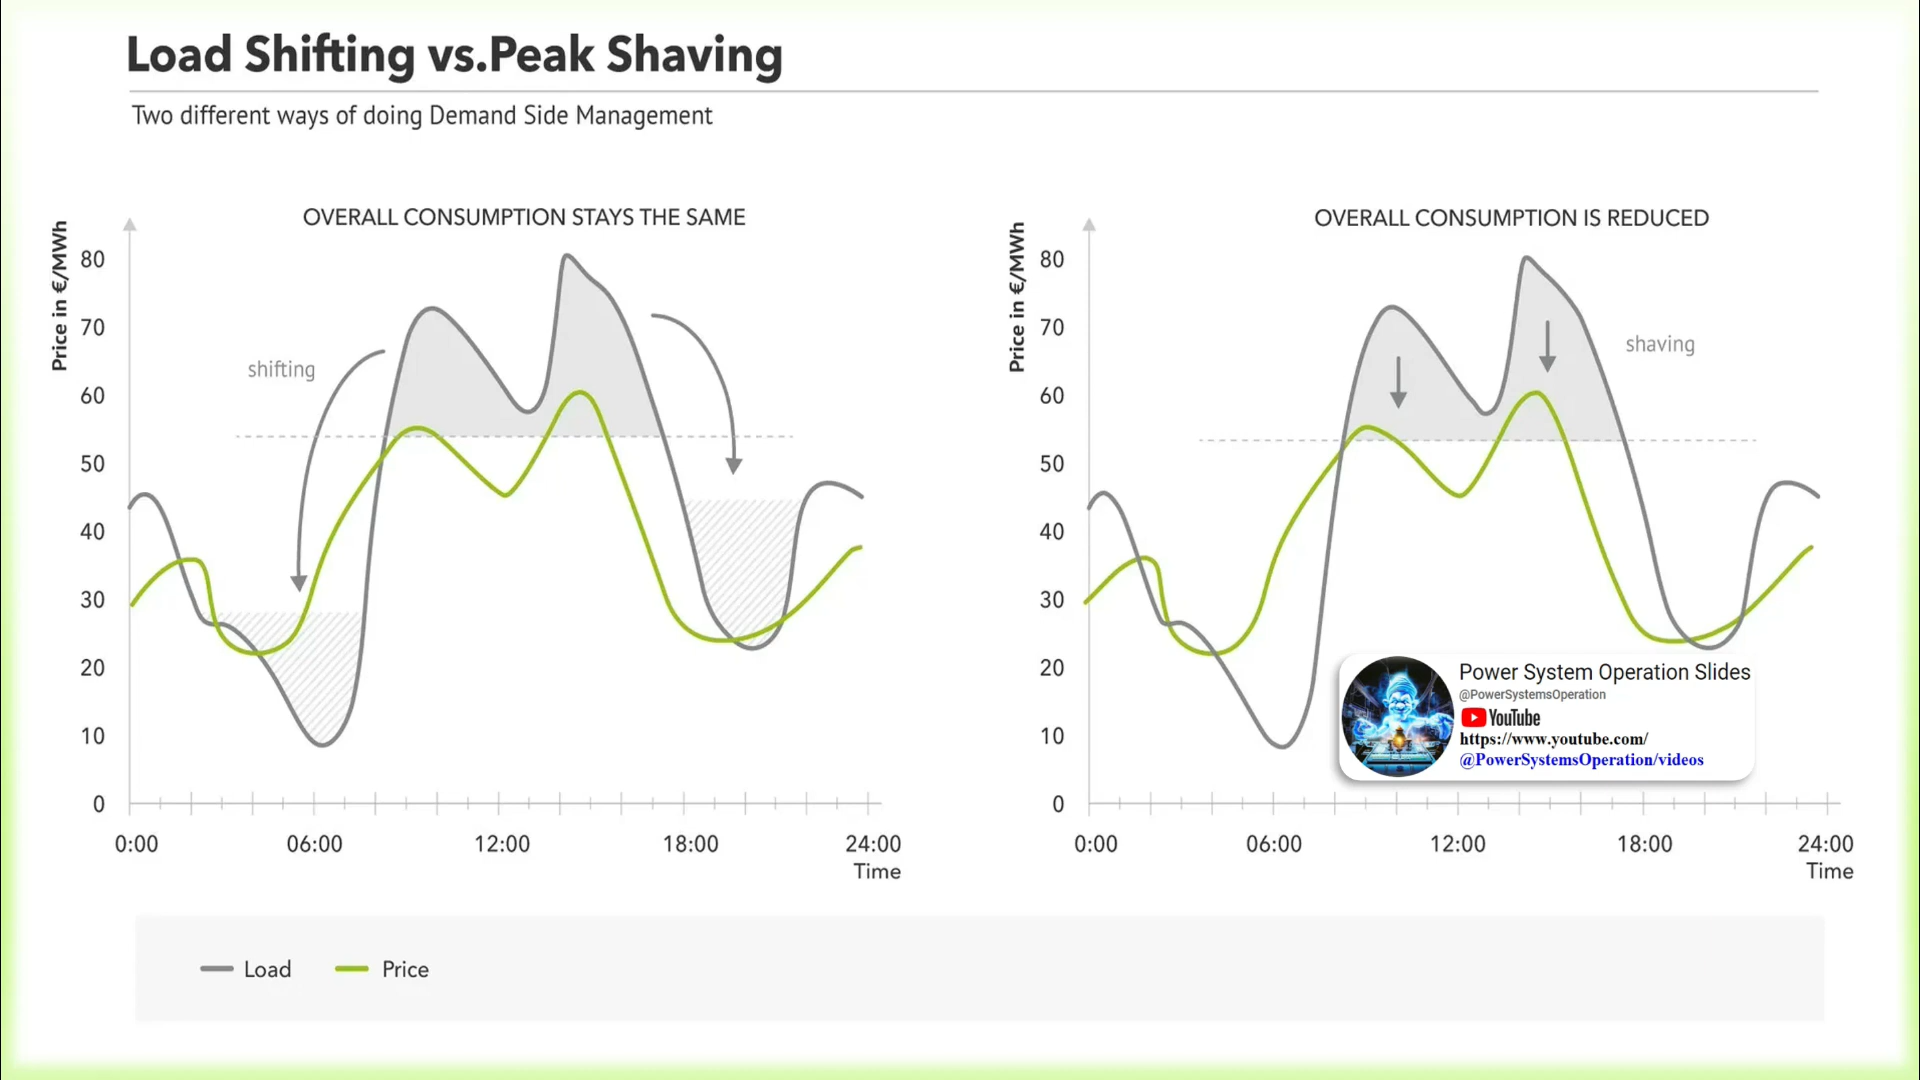 Load Shifting vs.Peak Shaving
Two different ways of doing Demand Side Management
OVERALL CONSUMPTION STAYS THE SAME
Price in €/MWh
80
70
60
50
40
30
20
10
0
shifting
0:00 06:00 12:00 18:00 24:00
Time
OVERALL CONSUMPTION IS REDUCED
Price in €/MWh
80
70
60
50
40
30
20
10
0
shaving
Power System Operation Slides
@PowerSystemsOperation
YouTube
https://www.youtube.com/
@PowerSystemsOperation/videos
0:00 06:00 12:00 18:00 24:00
Time
Load Price